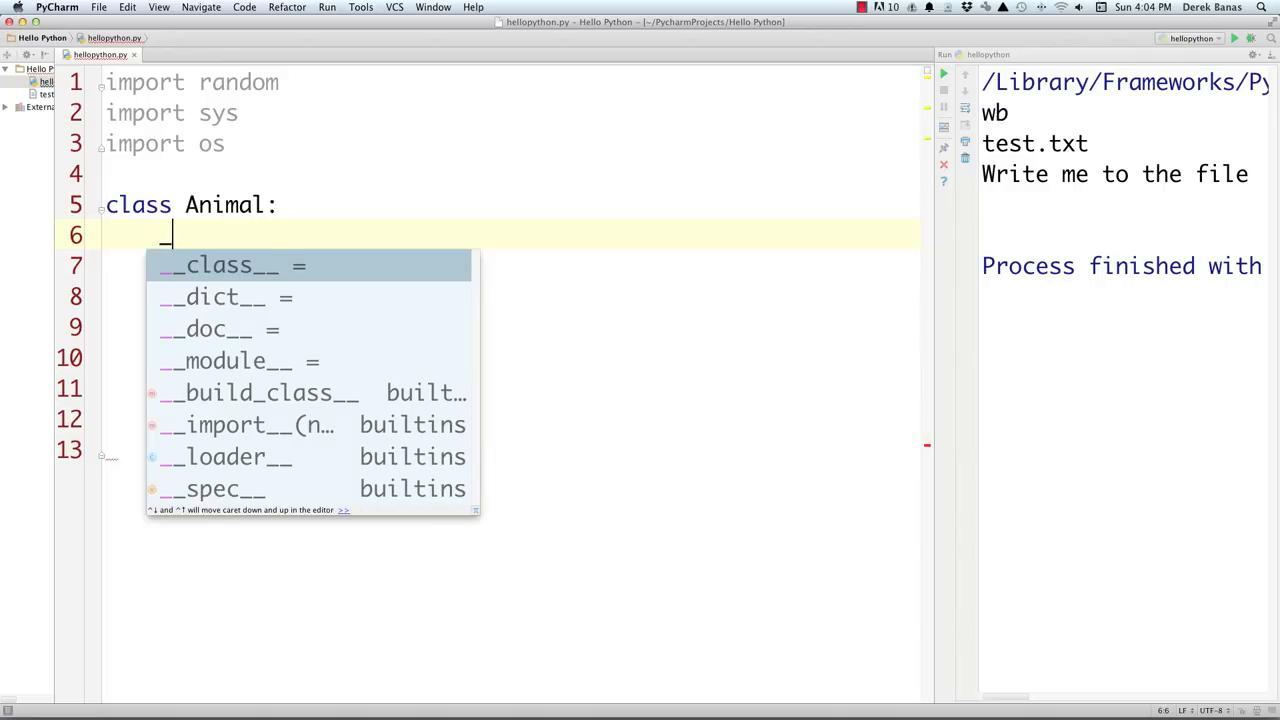 PyCharm File Edit View Navigate Code Refactor Run Tools VCS Window Help 10 Sun 4:04 PM Derek Banas
hellopython.py - Hello Python - [~/PycharmProjects/Hello Python]
Hello Python hellopython.py hellopython
hellopython.py Run hellopython
Hello P
hello
test
Externa
1 import random
2 import sys
3 import os
4
5 class Animal:
6 _
7
8
9
10
11
12
13
__class__ =
__dict__ =
__doc__ =
__module__ =
__build_class__ built...
__import__(n... builtins
__loader__ builtins
__spec__ builtins
^↓ and ^↑ will move caret down and up in the editor >>
/Library/Frameworks/Py
wb
test.txt
Write me to the file
Process finished with
6:6 LF UTF-8